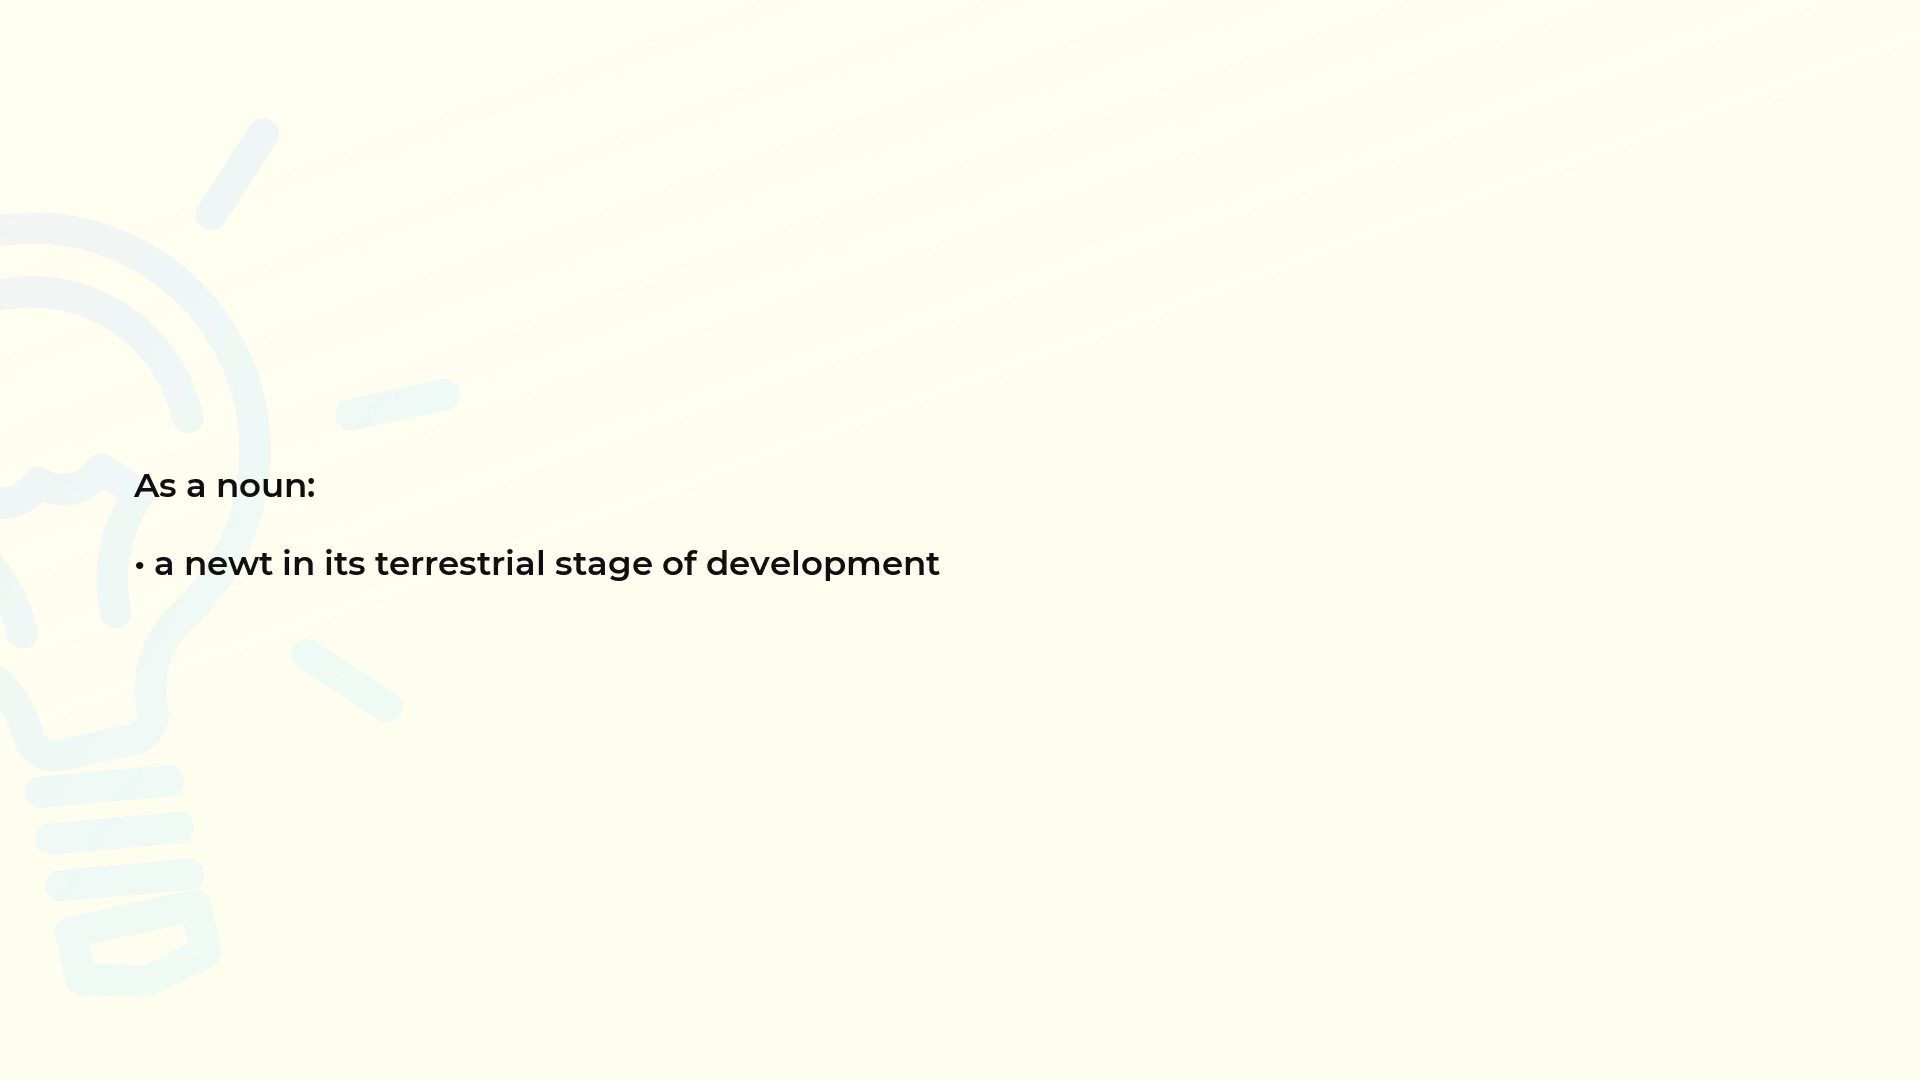 As a noun:
• a newt in its terrestrial stage of development